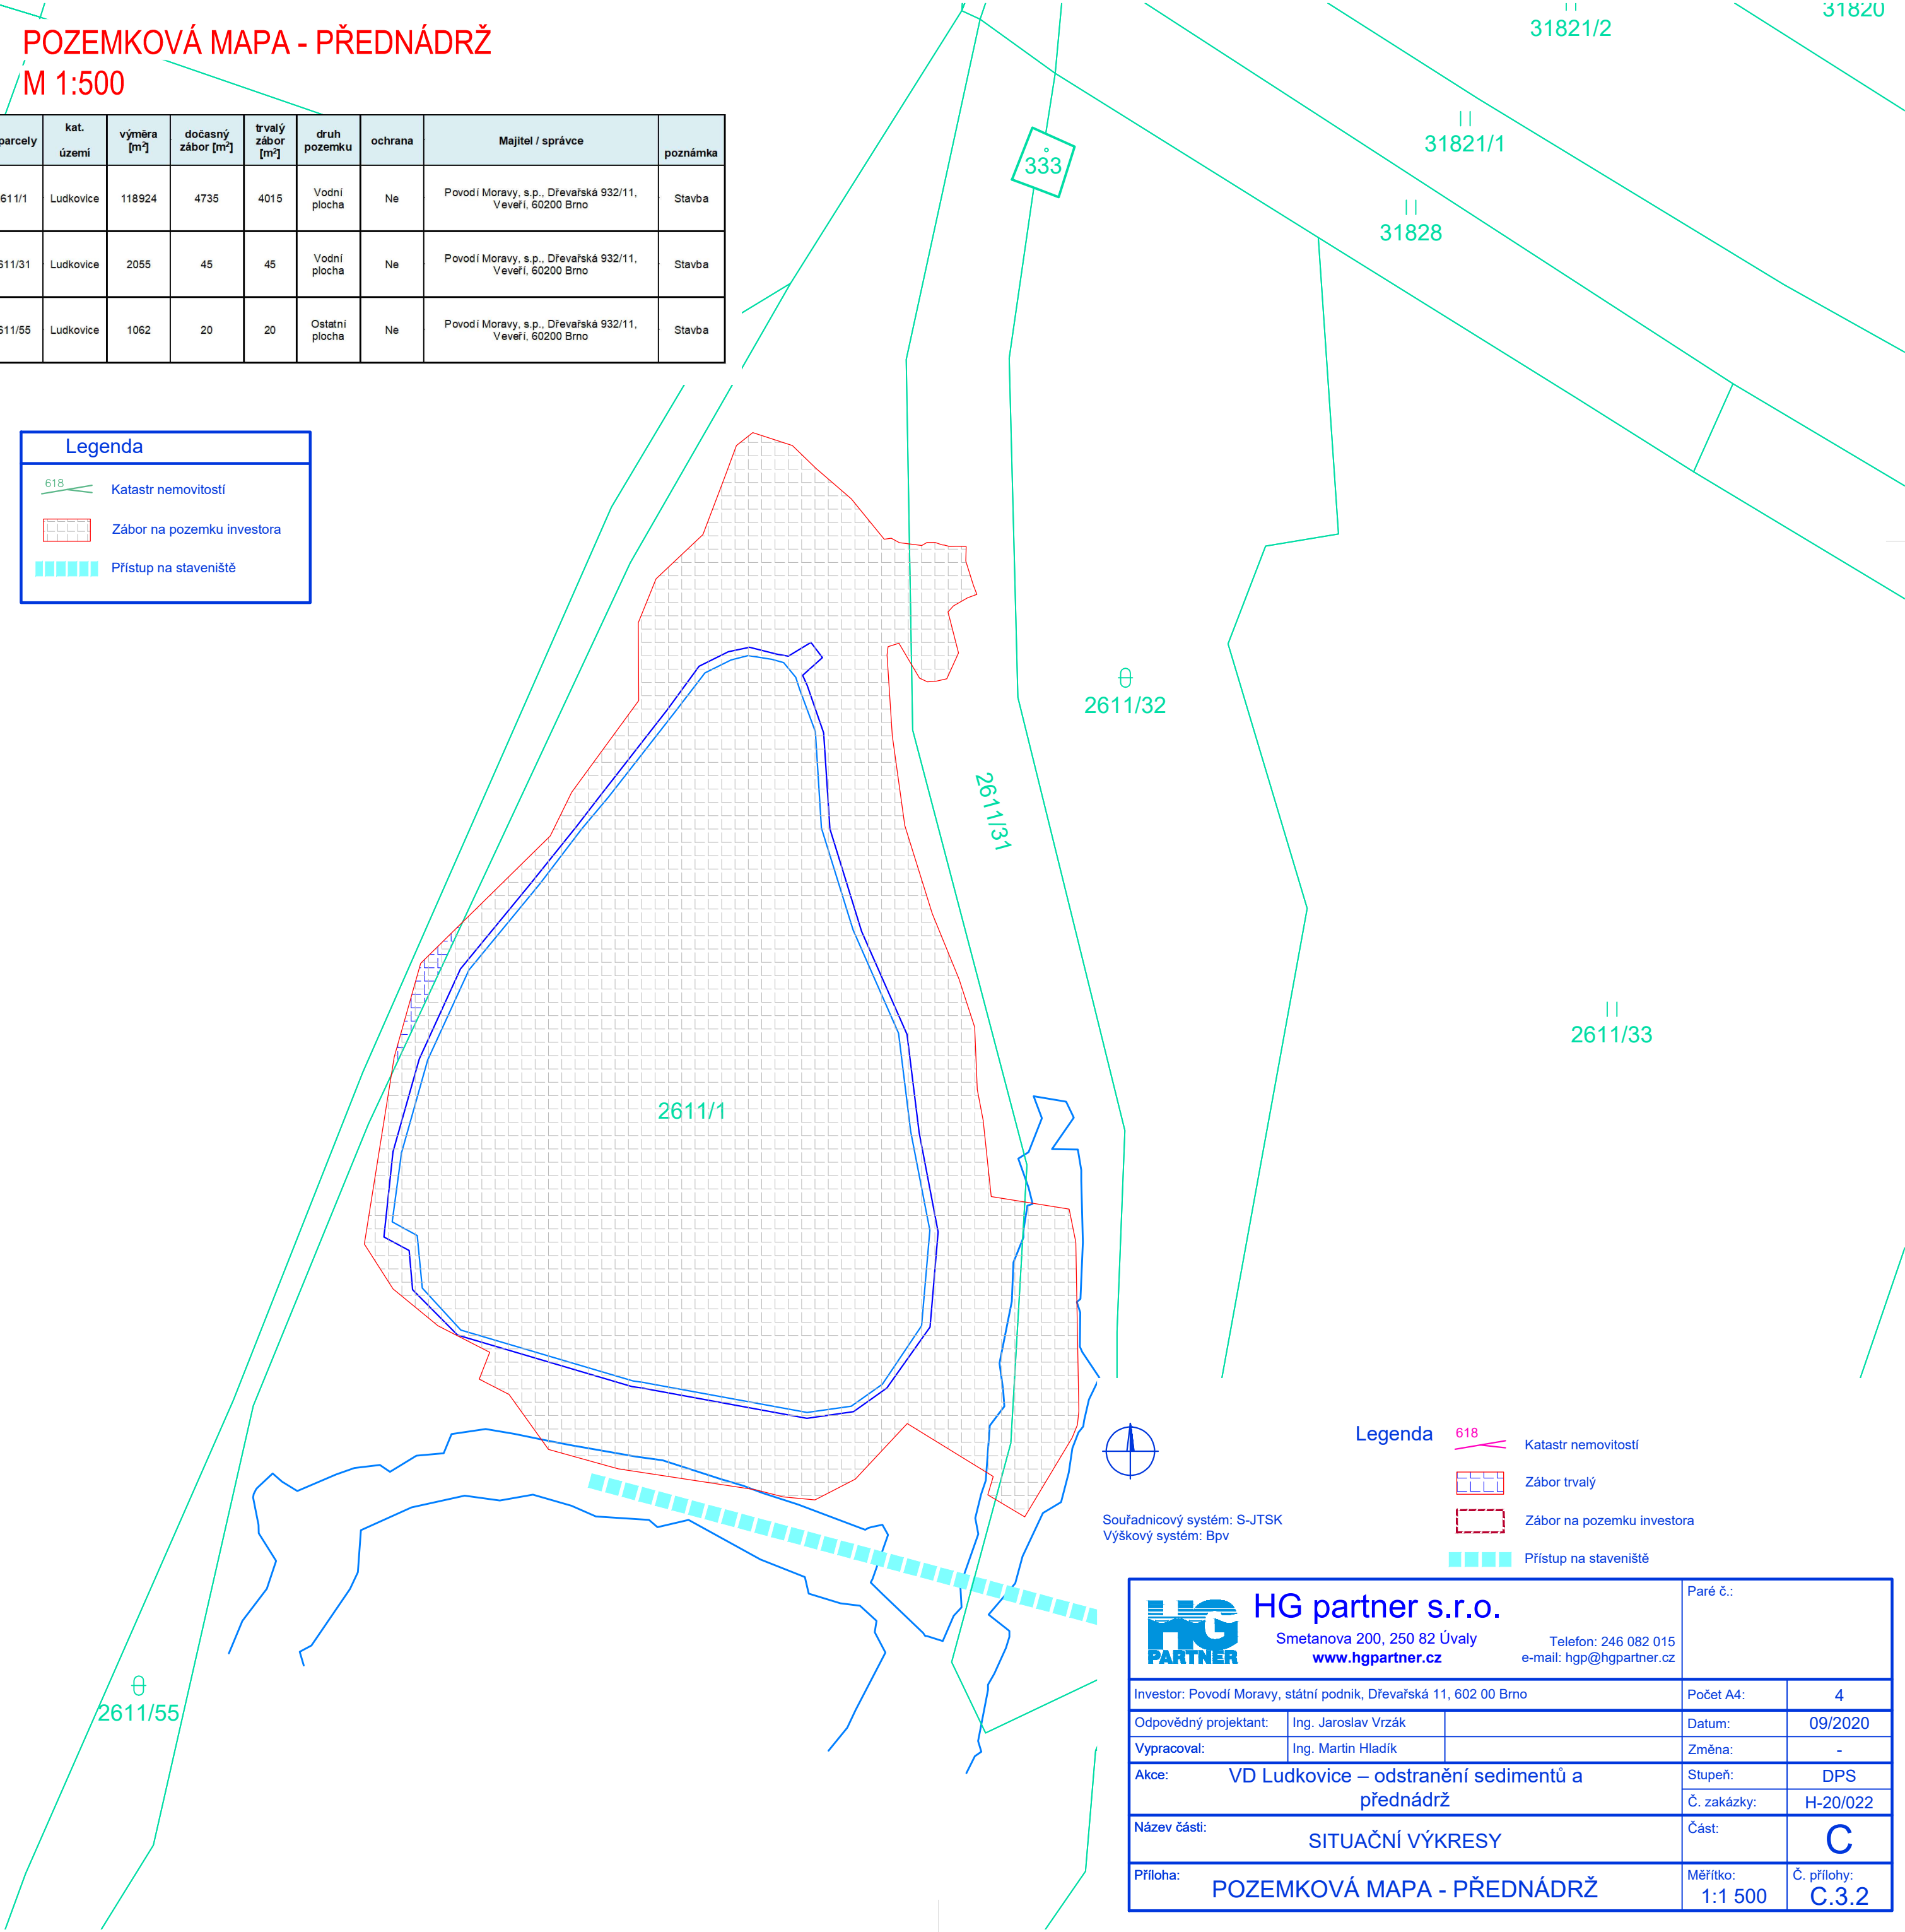 POZEMKOVÁ MAPA - PŘEDNÁDRŽ
M 1:500
parcely | kat. území | výměra [m²] | dočasný zábor [m²] | trvalý zábor [m²] | druh pozemku | ochrana | Majitel / správce | poznámka
611/1 | Ludkovice | 118924 | 4735 | 4015 | Vodní plocha | Ne | Povodí Moravy, s.p., Dřevařská 932/11, Veveří, 60200 Brno | Stavba
611/31 | Ludkovice | 2055 | 45 | 45 | Vodní plocha | Ne | Povodí Moravy, s.p., Dřevařská 932/11, Veveří, 60200 Brno | Stavba
611/55 | Ludkovice | 1062 | 20 | 20 | Ostatní plocha | Ne | Povodí Moravy, s.p., Dřevařská 932/11, Veveří, 60200 Brno | Stavba
31821/2
31820
31821/1
333
31828
Legenda
618 Katastr nemovitostí
Zábor na pozemku investora
Přístup na staveniště
2611/32
2611/31
2611/33
2611/1
2611/55
Legenda
618 Katastr nemovitostí
Zábor trvalý
Zábor na pozemku investora
Přístup na staveniště
Souřadnicový systém: S-JTSK
Výškový systém: Bpv
HG
PARTNER
HG partner s.r.o.
Smetanova 200, 250 82 Úvaly
www.hgpartner.cz
Telefon: 246 082 015
e-mail: hgp@hgpartner.cz
Paré č.:
Investor: Povodí Moravy, státní podnik, Dřevařská 11, 602 00 Brno
Počet A4: 4
Odpovědný projektant: Ing. Jaroslav Vrzák
Datum: 09/2020
Vypracoval: Ing. Martin Hladík
Změna: -
Akce: VD Ludkovice – odstranění sedimentů a
přednádrž
Stupeň: DPS
Č. zakázky: H-20/022
Název části: SITUAČNÍ VÝKRESY
Část: C
Příloha: POZEMKOVÁ MAPA - PŘEDNÁDRŽ
Měřítko: 1:1 500
Č. přílohy: C.3.2